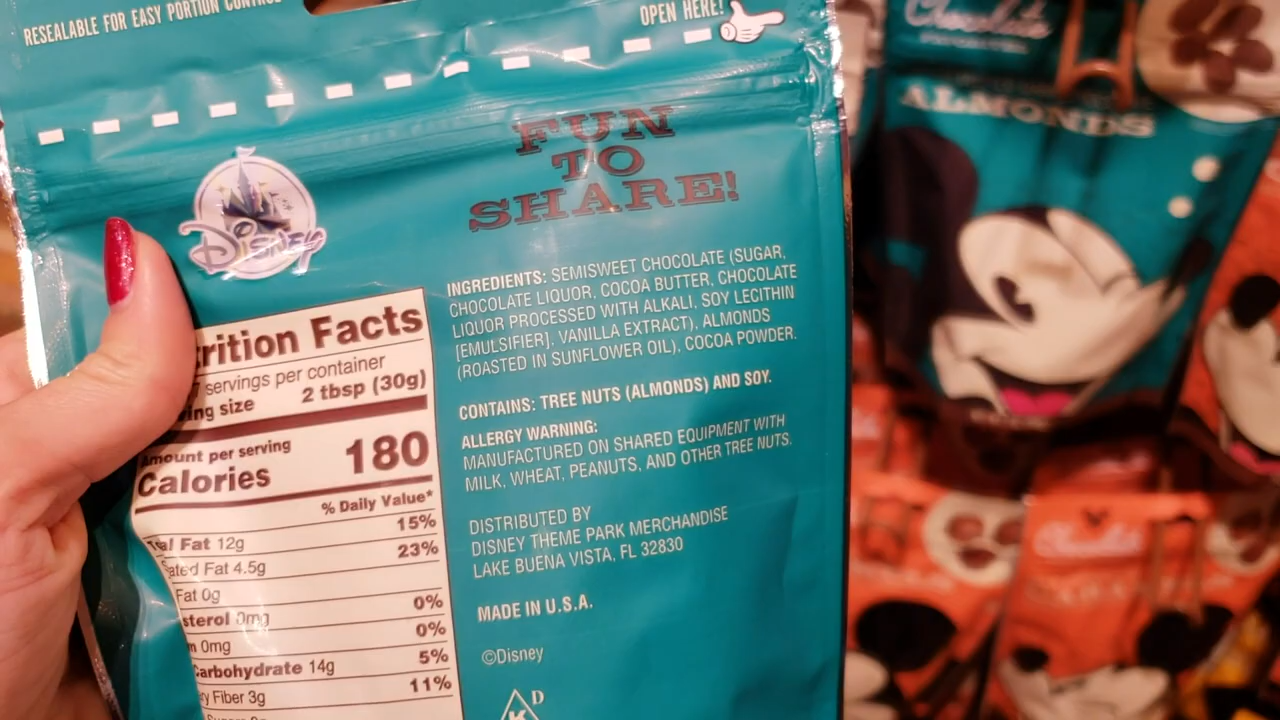 RESEALABLE FOR EASY PORTION CONTROL
OPEN HERE!
FUN
TO
SHARE!
Disney
INGREDIENTS: SEMISWEET CHOCOLATE (SUGAR,
CHOCOLATE LIQUOR, COCOA BUTTER, CHOCOLATE
LIQUOR PROCESSED WITH ALKALI, SOY LECITHIN
[EMULSIFIER], VANILLA EXTRACT), ALMONDS
(ROASTED IN SUNFLOWER OIL), COCOA POWDER.
CONTAINS: TREE NUTS (ALMONDS) AND SOY.
ALLERGY WARNING:
MANUFACTURED ON SHARED EQUIPMENT WITH
MILK, WHEAT, PEANUTS, AND OTHER TREE NUTS.
DISTRIBUTED BY
DISNEY THEME PARK MERCHANDISE
LAKE BUENA VISTA, FL 32830
MADE IN U.S.A.
©Disney
K D
rition Facts
7 servings per container
ing size 2 tbsp (30g)
Amount per serving
Calories 180
% Daily Value*
al Fat 12g 15%
ated Fat 4.5g 23%
Fat 0g
sterol 0mg 0%
m 0mg 0%
Carbohydrate 14g 5%
ry Fiber 3g 11%
Chocolate
ALMONDS
Chocolate